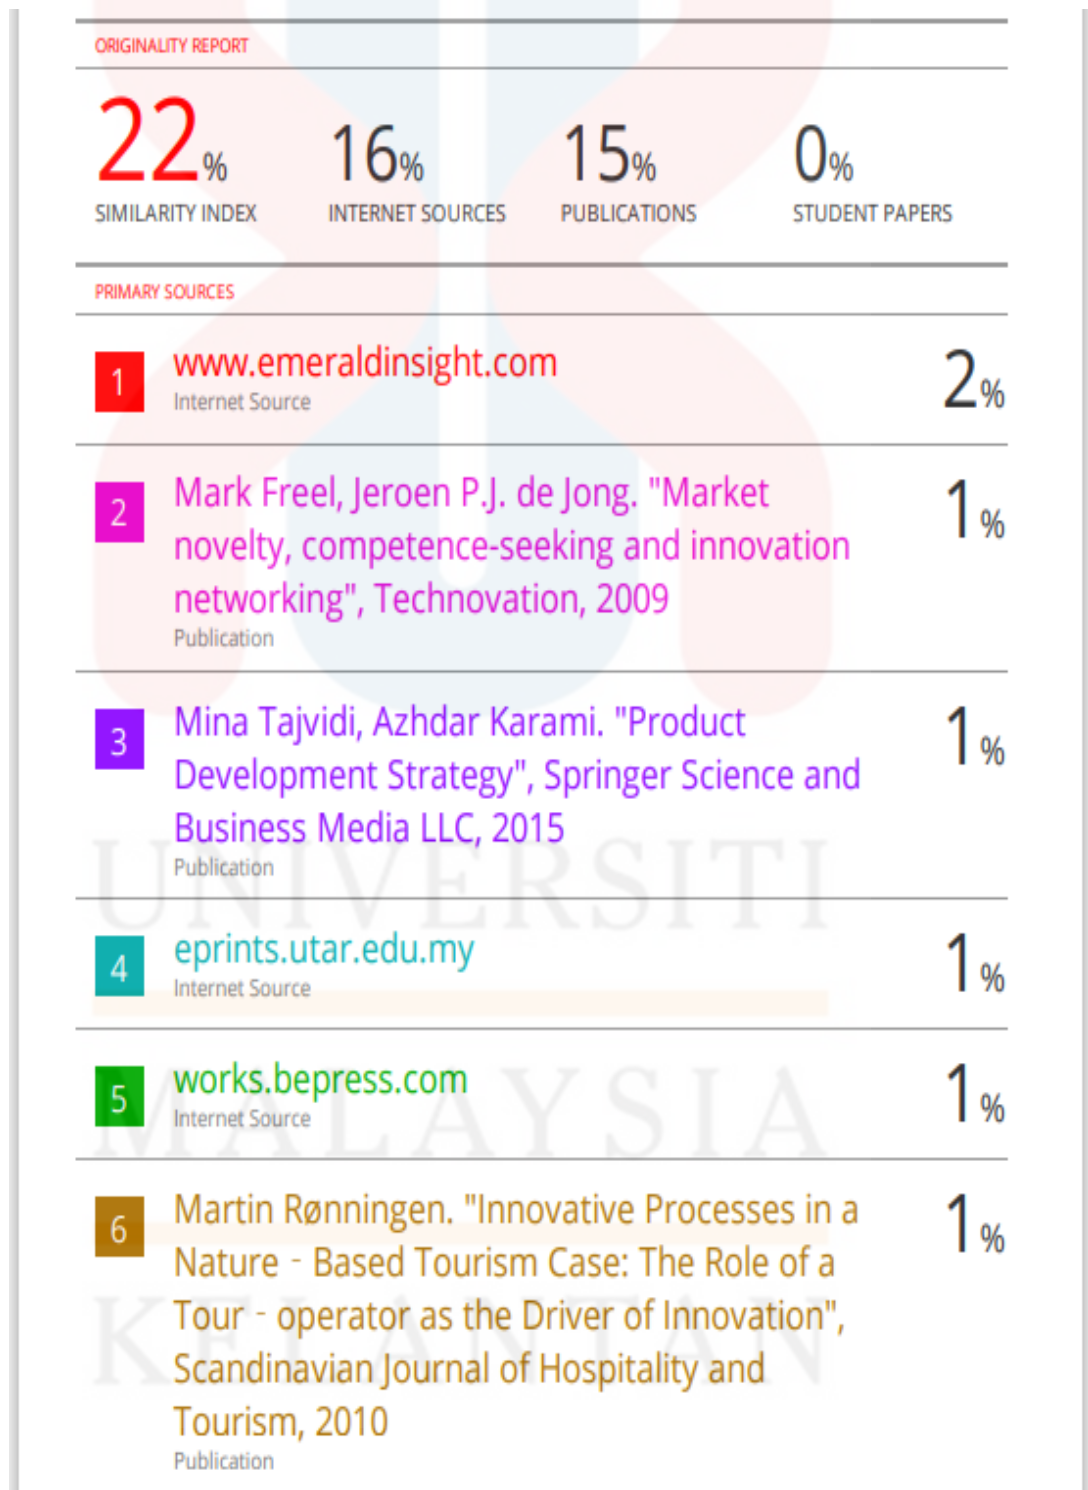 ORIGINALITY REPORT
22% 16% 15% 0%
SIMILARITY INDEX INTERNET SOURCES PUBLICATIONS STUDENT PAPERS
PRIMARY SOURCES
1 www.emeraldinsight.com 2%
Internet Source
2 Mark Freel, Jeroen P.J. de Jong. "Market 1%
novelty, competence-seeking and innovation
networking", Technovation, 2009
Publication
3 Mina Tajvidi, Azhdar Karami. "Product 1%
Development Strategy", Springer Science and
Business Media LLC, 2015
Publication
UNIVERSITI
4 eprints.utar.edu.my 1%
Internet Source
5 works.bepress.com 1%
Internet Source
MALAYSIA
6 Martin Rønningen. "Innovative Processes in a 1%
Nature‐Based Tourism Case: The Role of a
Tour‐operator as the Driver of Innovation",
KELANTAN
Scandinavian Journal of Hospitality and
Tourism, 2010
Publication